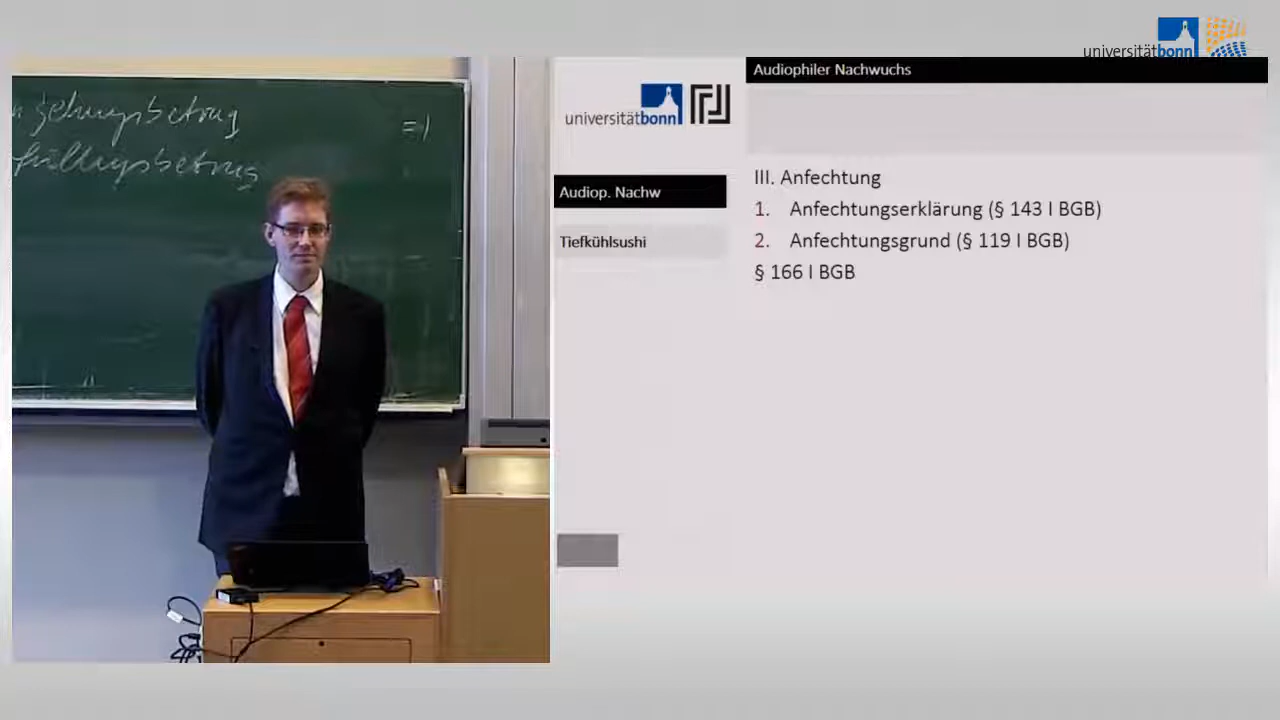 universitätbonn
=)
universitätbonn
Audiop. Nachw
Tiefkühlsushi
Audiophiler Nachwuchs
III. Anfechtung
1. Anfechtungserklärung (§ 143 I BGB)
2. Anfechtungsgrund (§ 119 I BGB)
§ 166 I BGB